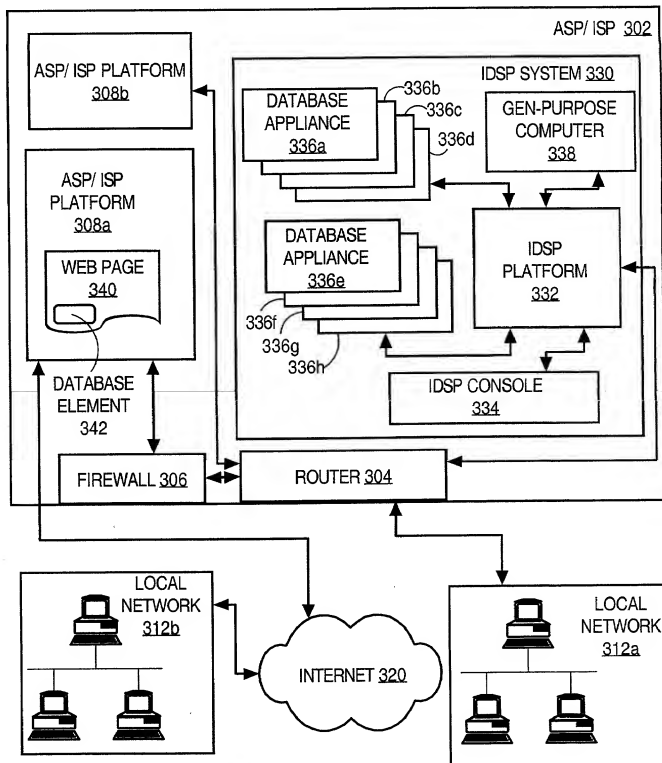 ASP/ ISP 302
ASP/ ISP PLATFORM
308b
IDSP SYSTEM 330
DATABASE
APPLIANCE
336a
336b
336c
336d
GEN-PURPOSE
COMPUTER
338
ASP/ ISP
PLATFORM
308a
WEB PAGE
340
DATABASE
ELEMENT
342
DATABASE
APPLIANCE
336e
336f
336g
336h
IDSP
PLATFORM
332
IDSP CONSOLE
334
FIREWALL 306
ROUTER 304
LOCAL
NETWORK
312b
INTERNET 320
LOCAL
NETWORK
312a